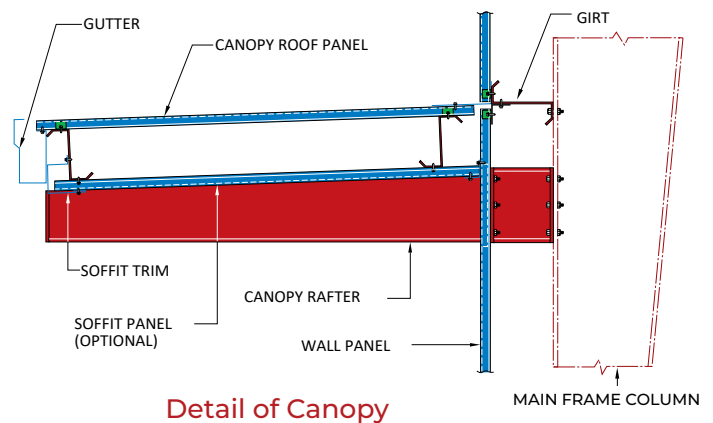 GUTTER
GIRT
CANOPY ROOF PANEL
SOFFIT TRIM
CANOPY RAFTER
SOFFIT PANEL
(OPTIONAL)
WALL PANEL
MAIN FRAME COLUMN
Detail of Canopy